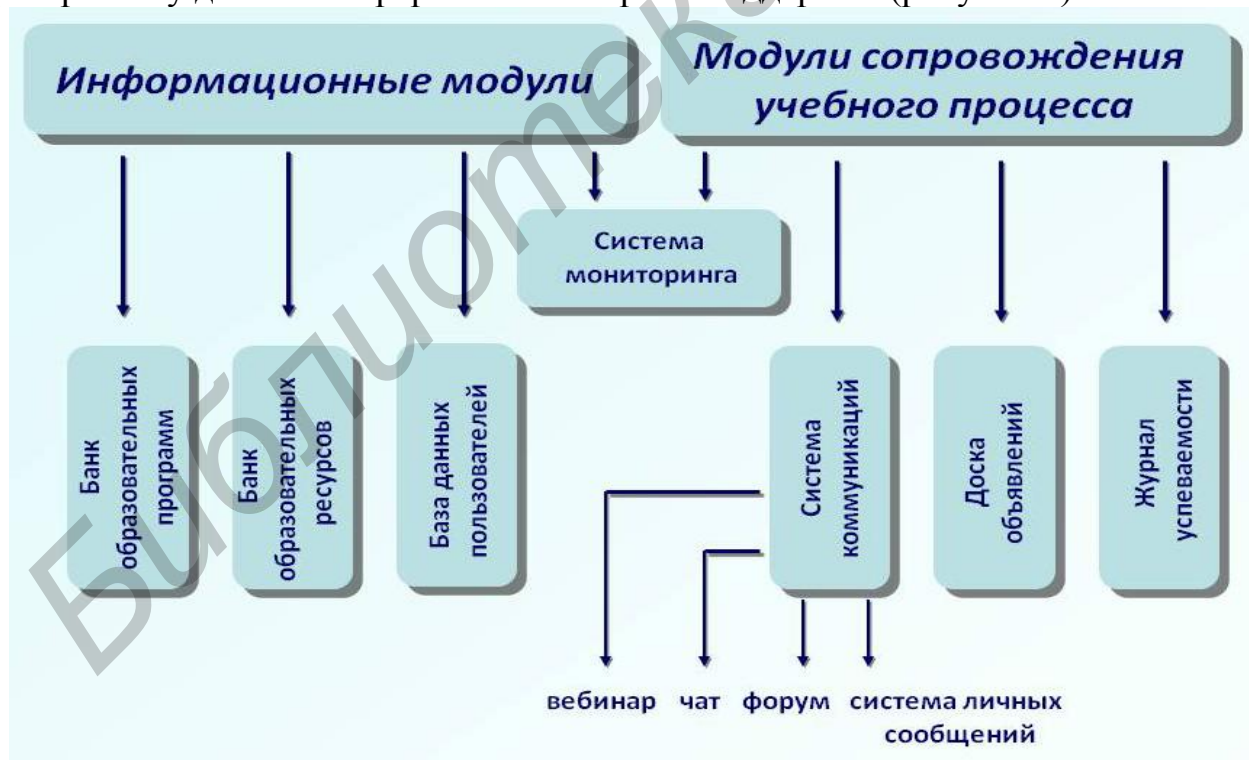 Информационные модули
Модули сопровождения
учебного процесса
Система
мониторинга
Банк
образовательных
программ
Банк
образовательных
ресурсов
База данных
пользователей
Система
коммуникаций
Доска
объявлений
Журнал
успеваемости
вебинар чат форум система личных
сообщений
Библиотека